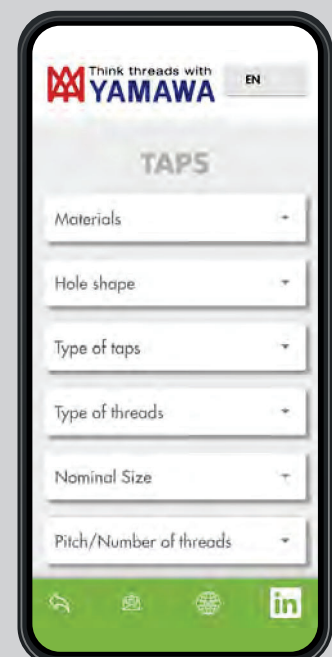 Think threads with
YAMAWA
EN
TAPS
Materials
Hole shape
Type of taps
Type of threads
Nominal Size
Pitch/Number of threads
in